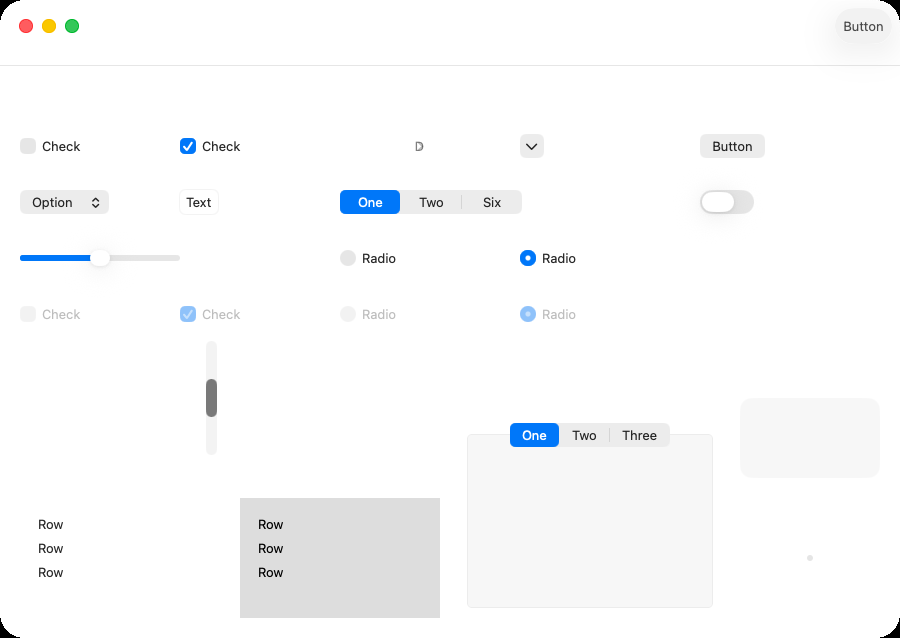 Button
Check Check D Button
Option Text One Two Six
Radio Radio
Check Check Radio Radio
One Two Three
Row Row
Row Row
Row Row